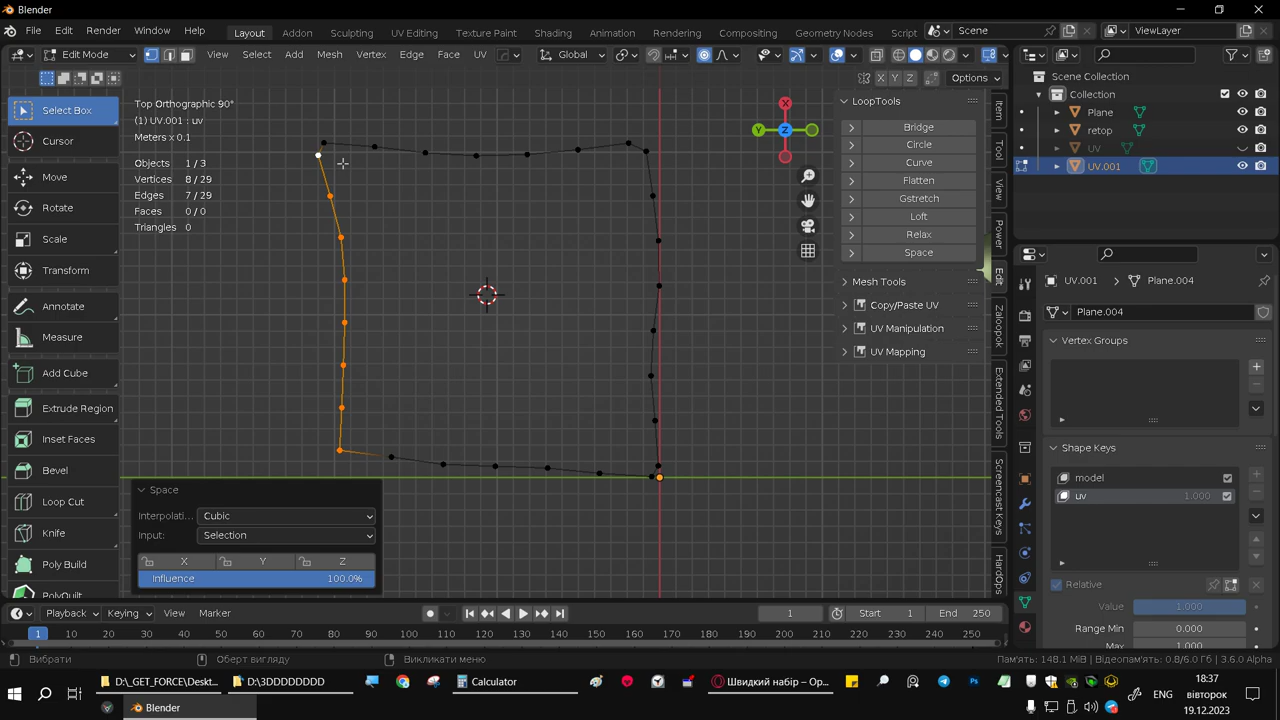 Blender
File Edit Render Window Help Layout Addon Sculpting UV Editing Texture Paint Shading Animation Rendering Compositing Geometry Nodes Scene ViewLayer
Edit Mode View Select Add Mesh Vertex Edge Face UV Global
X Y Z Options
Select Box
Cursor
Move
Rotate
Scale
Transform
Annotate
Measure
Add Cube
Extrude Region
Inset Faces
Bevel
Loop Cut
Knife
Poly Build
PolyQuilt
Top Orthographic 90°
(1) UV.001 : uv
Meters x 0.1
Objects 1 / 3
Vertices 8 / 29
Edges 7 / 29
Faces 0 / 0
Triangles 0
X
Y Z
LoopTools
Bridge
Circle
Curve
Flatten
Gstretch
Loft
Relax
Space
Mesh Tools
Copy/Paste UV
UV Manipulation
UV Mapping
Item
Tool
View
Power
Edit
Zaloopok
Extended Tools
Screencast Keys
HardOps
Space
Interpolati... Cubic
Input: Selection
X Y Z
Influence 100.0%
Scene Collection
Collection
Plane
retop
UV
UV.001
UV.001 Plane.004
Plane.004
Vertex Groups
Shape Keys
model
uv 1.000
Relative
Value 1.000
Range Min 0.000
Max 1.000
Playback Keying View Marker 1 Start 1 End 250
1 10 20 30 40 50 60 70 80 90 100 110 120 130 140 150 160 170 180 190 200 210 220 230 240 250
Вибрати Оберт вигляду Викликати меню Пам'ять: 148.1 MiB | Відеопам'ять: 0.8/6.0 Гб | 3.6.0 Alpha
D:\_GET_FORCE\Deskt... D:\3DDDDDDDD Calculator Швидкий набір – Op...
Blender
ENG
18:37
вівторок
19.12.2023